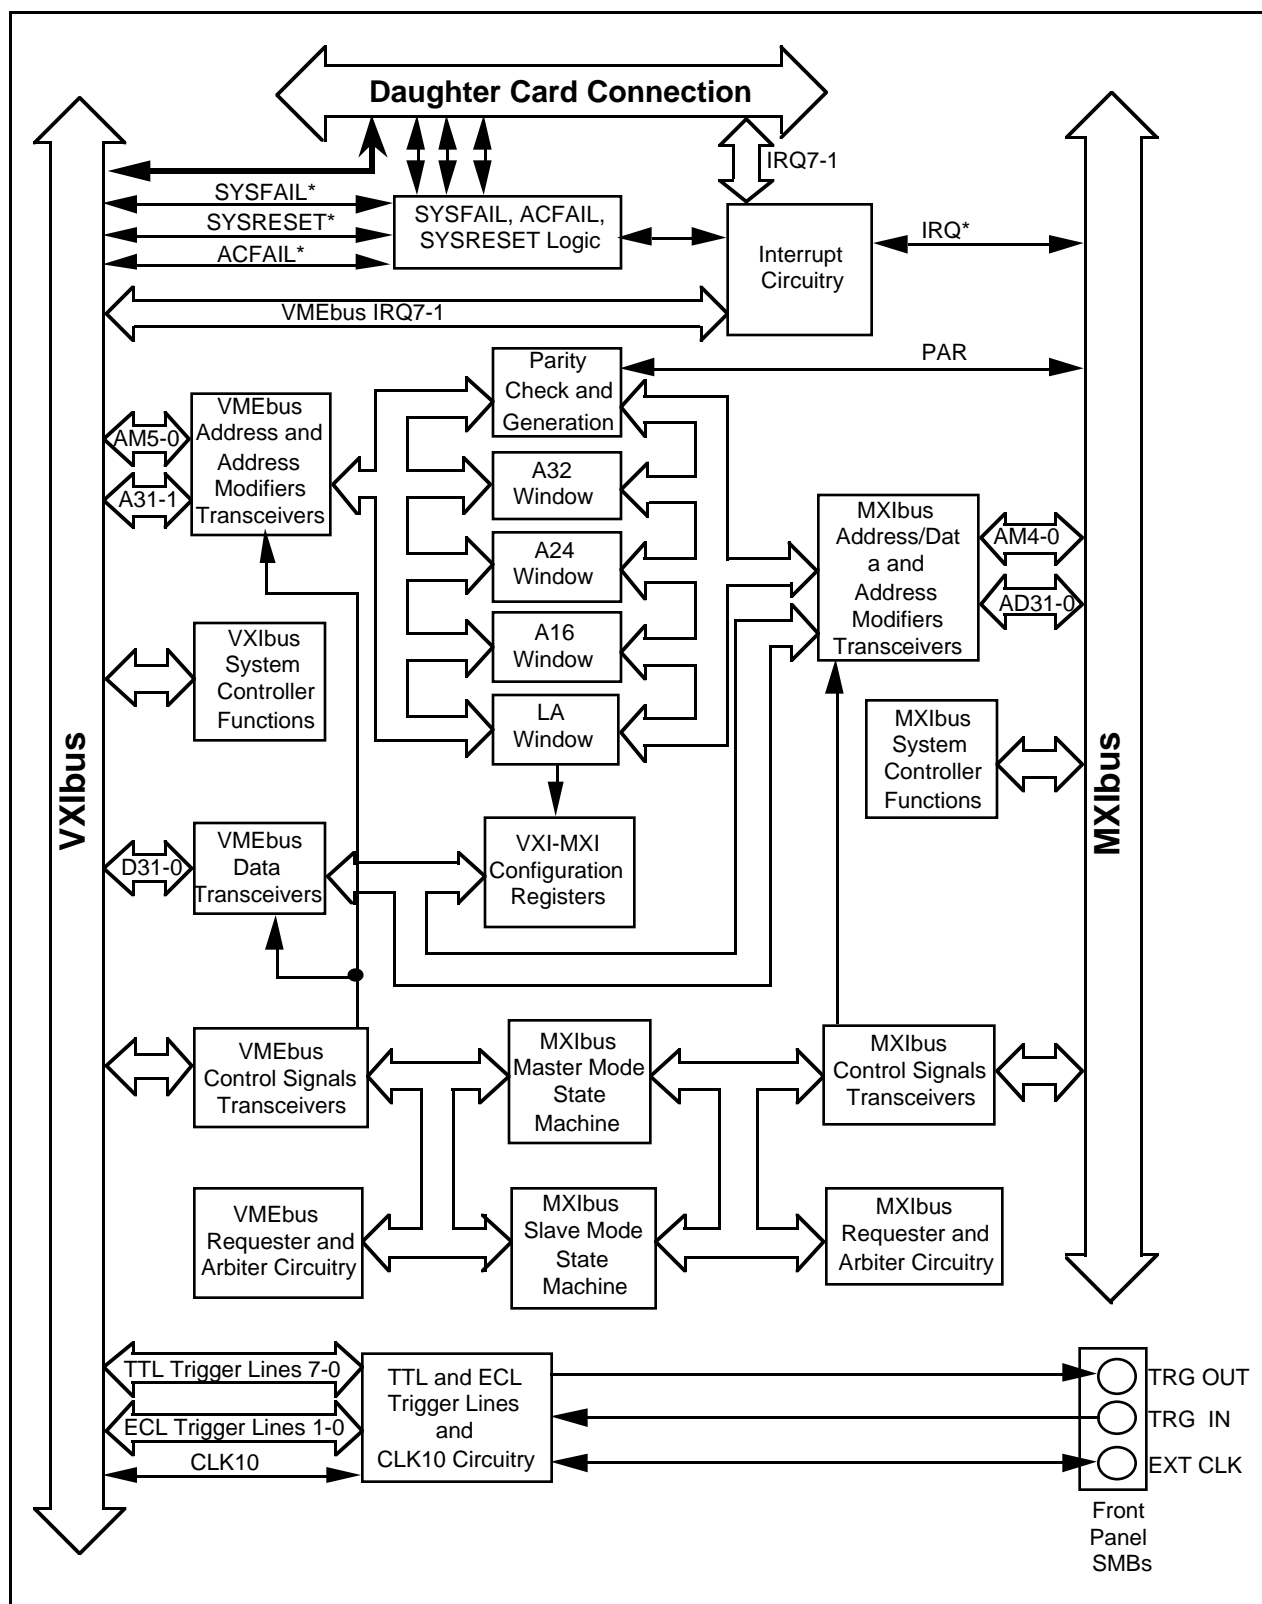 Daughter Card Connection
IRQ7-1
SYSFAIL*
SYSRESET*
ACFAIL*
SYSFAIL, ACFAIL,
SYSRESET Logic
Interrupt
Circuitry
IRQ*
VMEbus IRQ7-1
PAR
Parity
Check and
Generation
VMEbus
Address and
Address
Modifiers
Transceivers
AM5-0
A31-1
A32
Window
A24
Window
A16
Window
LA
Window
MXIbus
Address/Dat
a and
Address
Modifiers
Transceivers
AM4-0
AD31-0
VXIbus
System
Controller
Functions
MXIbus
System
Controller
Functions
VXIbus
MXIbus
D31-0
VMEbus
Data
Transceivers
VXI-MXI
Configuration
Registers
VMEbus
Control Signals
Transceivers
MXIbus
Master Mode
State
Machine
MXIbus
Control Signals
Transceivers
VMEbus
Requester and
Arbiter Circuitry
MXIbus
Slave Mode
State
Machine
MXIbus
Requester and
Arbiter Circuitry
TTL Trigger Lines 7-0
ECL Trigger Lines 1-0
CLK10
TTL and ECL
Trigger Lines
and
CLK10 Circuitry
TRG OUT
TRG IN
EXT CLK
Front
Panel
SMBs